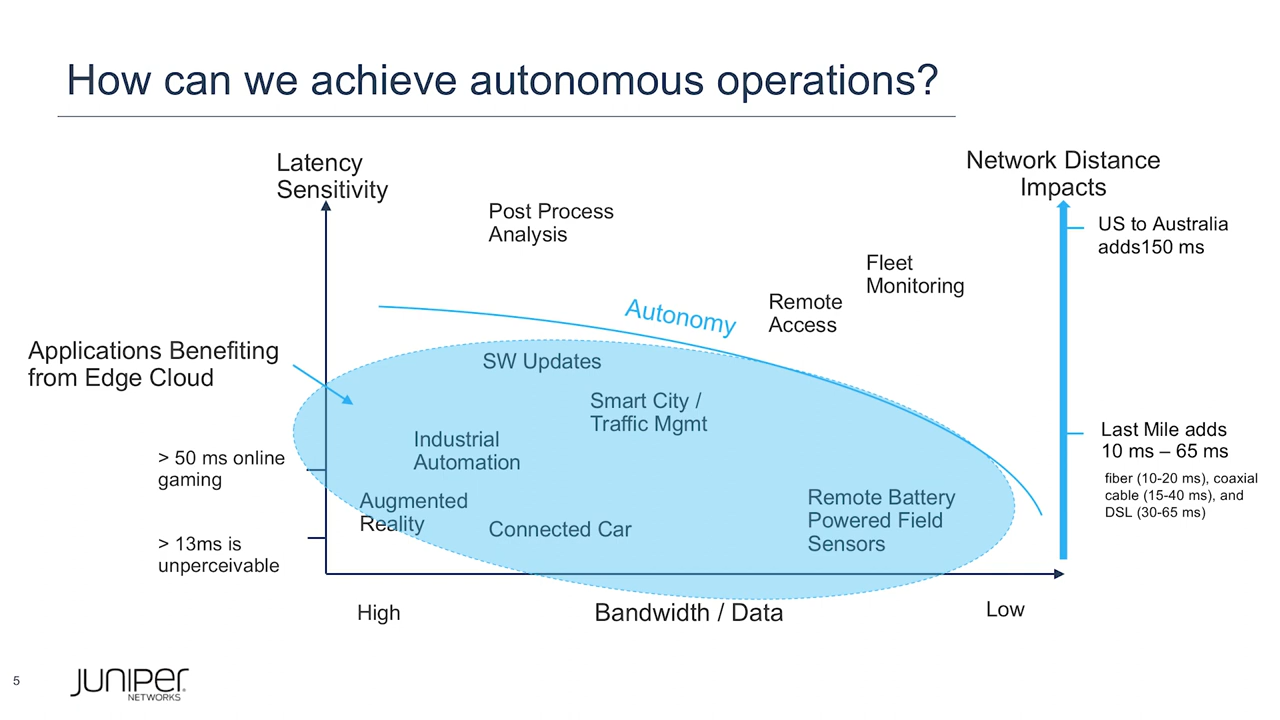 How can we achieve autonomous operations?
Latency
Sensitivity
Network Distance
Impacts
Post Process
Analysis
US to Australia
adds150 ms
Fleet
Monitoring
Remote
Access
Autonomy
Applications Benefiting
from Edge Cloud
SW Updates
Smart City /
Traffic Mgmt
Industrial
Automation
Last Mile adds
10 ms – 65 ms
fiber (10-20 ms), coaxial
cable (15-40 ms), and
DSL (30-65 ms)
> 50 ms online
gaming
Augmented
Reality
Connected Car
Remote Battery
Powered Field
Sensors
> 13ms is
unperceivable
High
Bandwidth / Data
Low
5
JUNIPER
NETWORKS